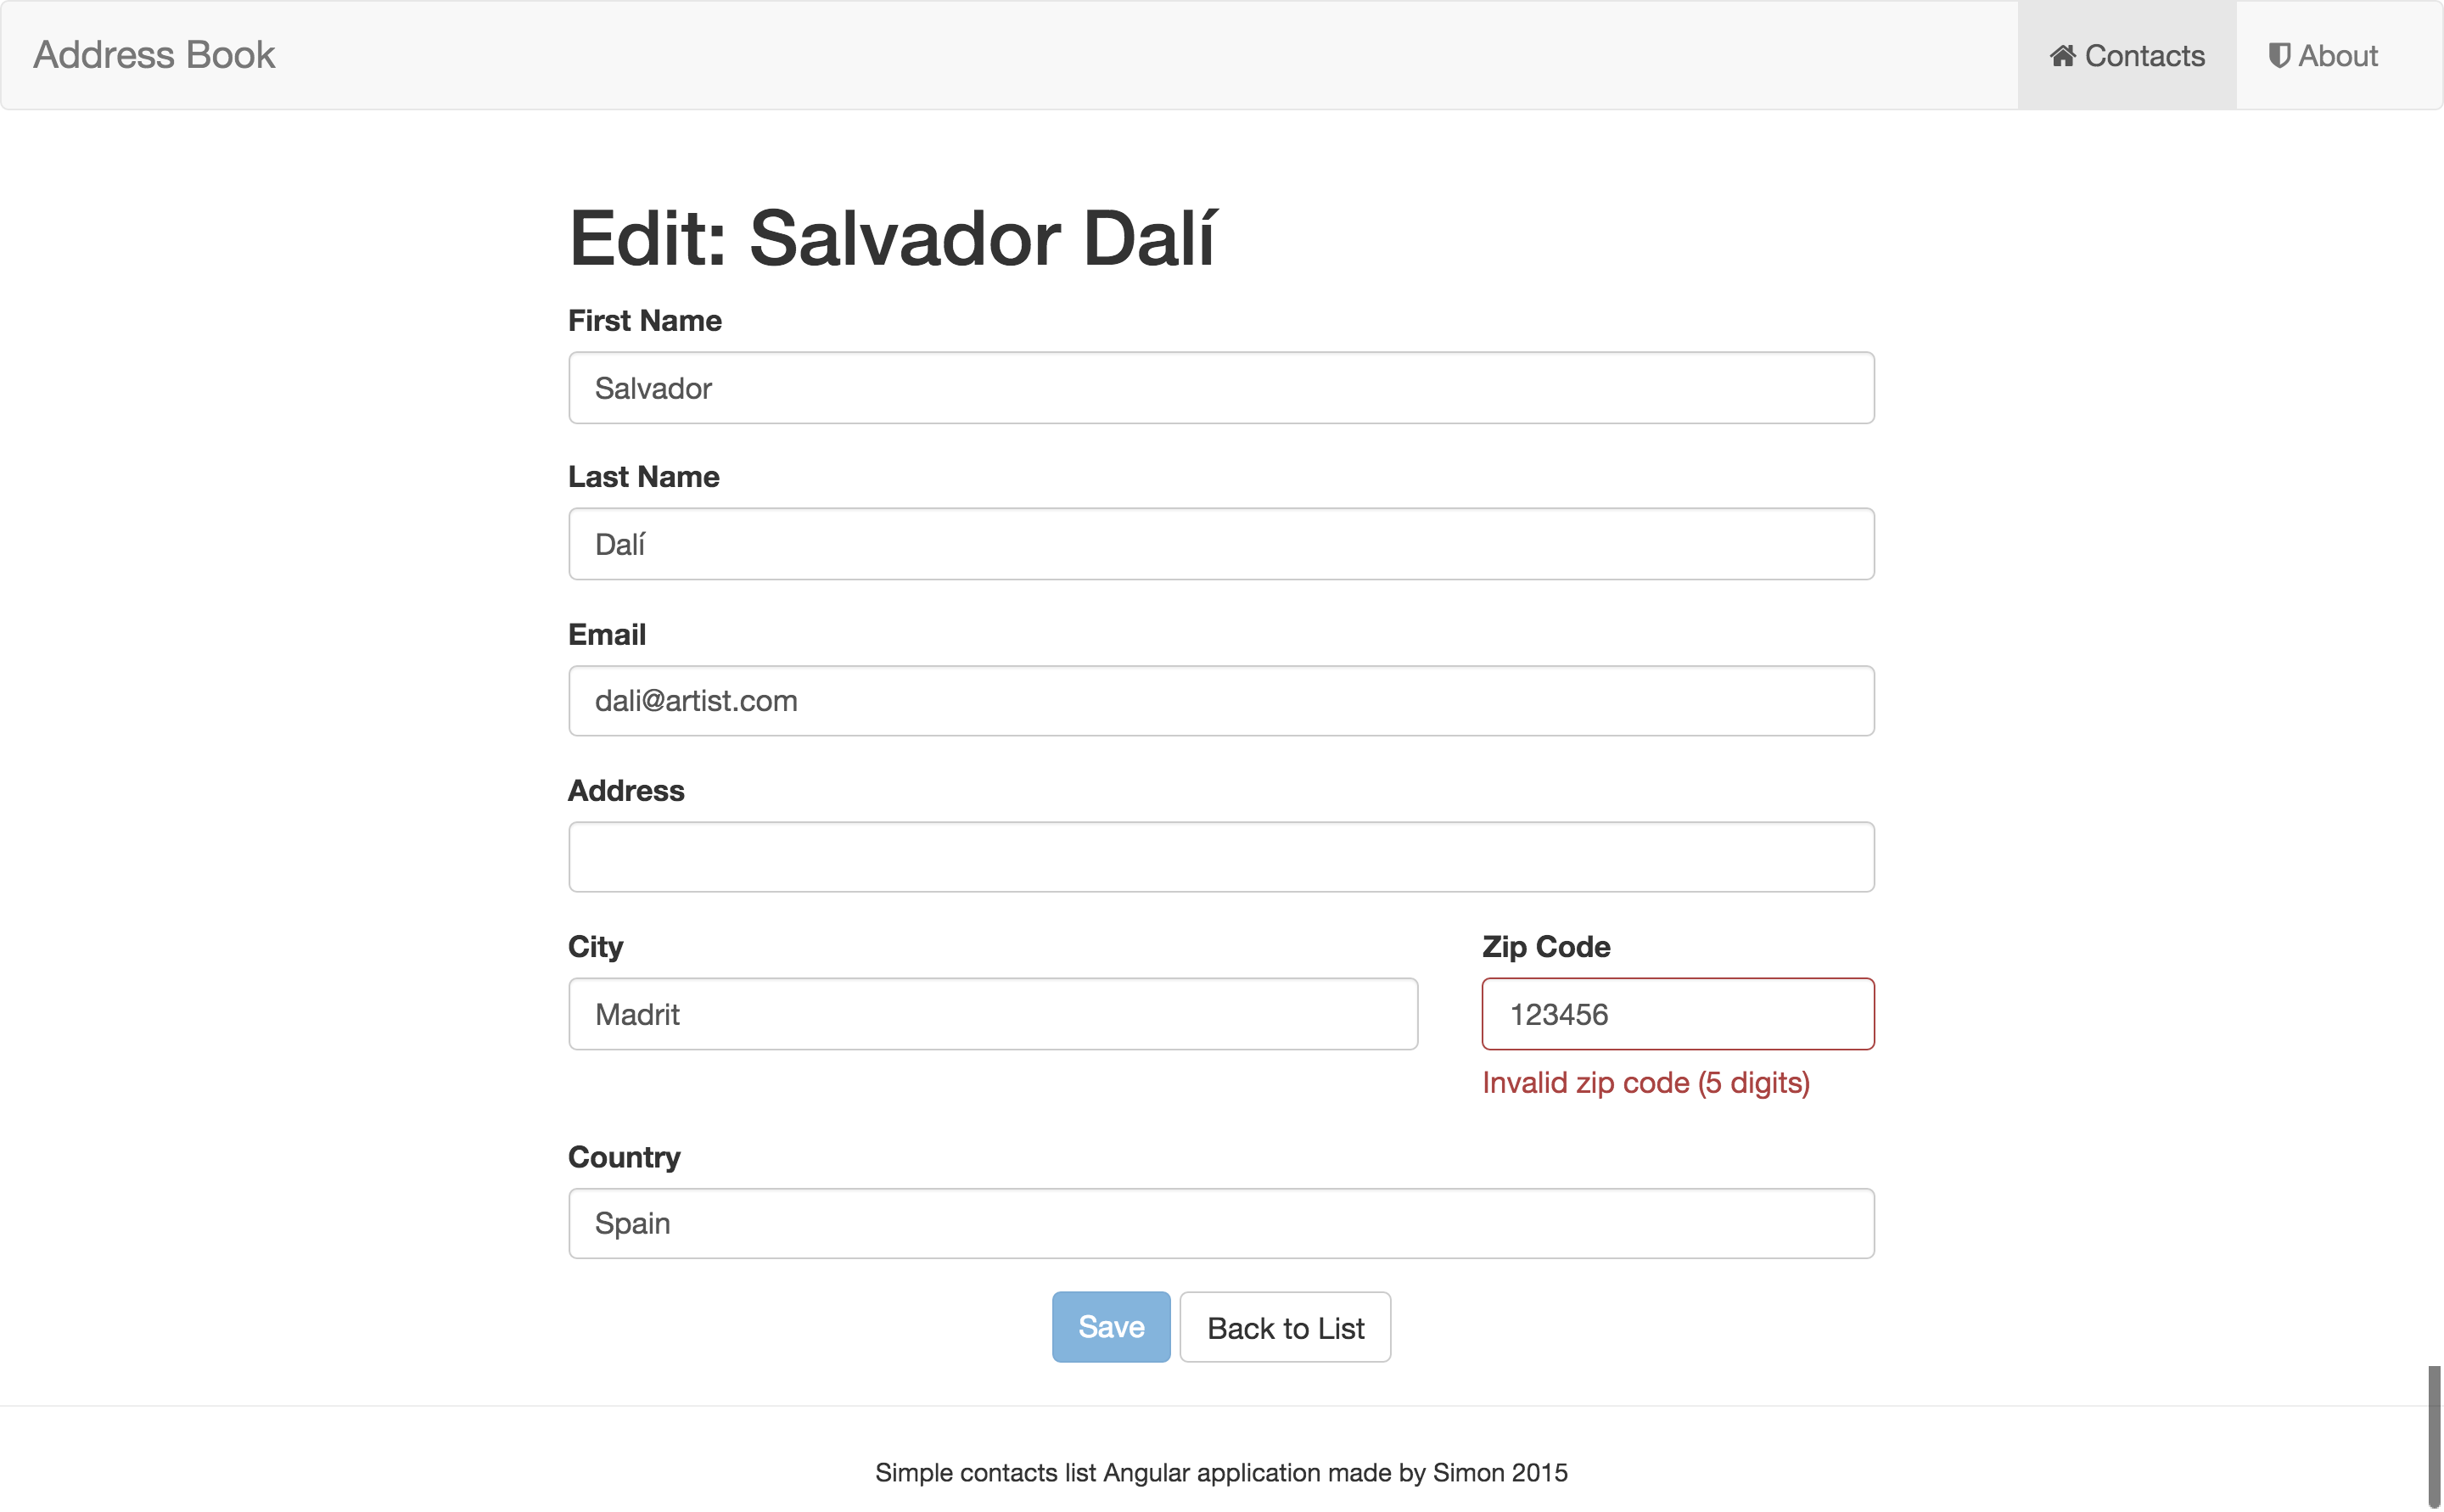 Address Book
Contacts
About
Edit: Salvador Dalí
First Name
Salvador
Last Name
Dalí
Email
dali@artist.com
Address
City
Zip Code
Madrit
123456
Invalid zip code (5 digits)
Country
Spain
Save
Back to List
Simple contacts list Angular application made by Simon 2015